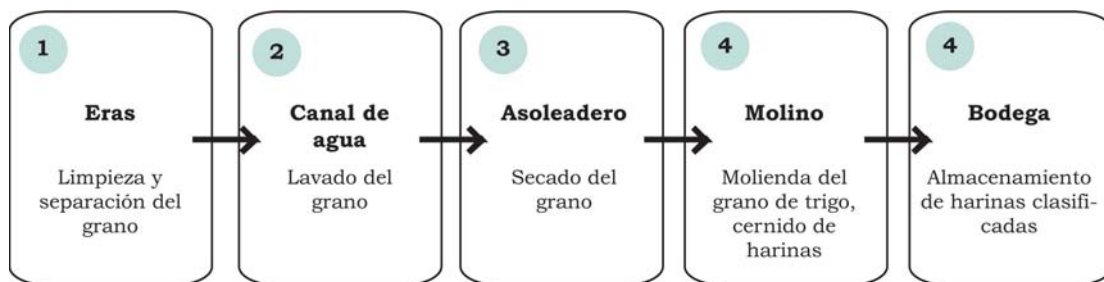 1
Eras
Limpieza y
separación del
grano
2
Canal de
agua
Lavado del
grano
3
Asoleadero
Secado del
grano
4
Molino
Molienda del
grano de trigo,
cernido de
harinas
4
Bodega
Almacenamiento
de harinas clasifi-
cadas